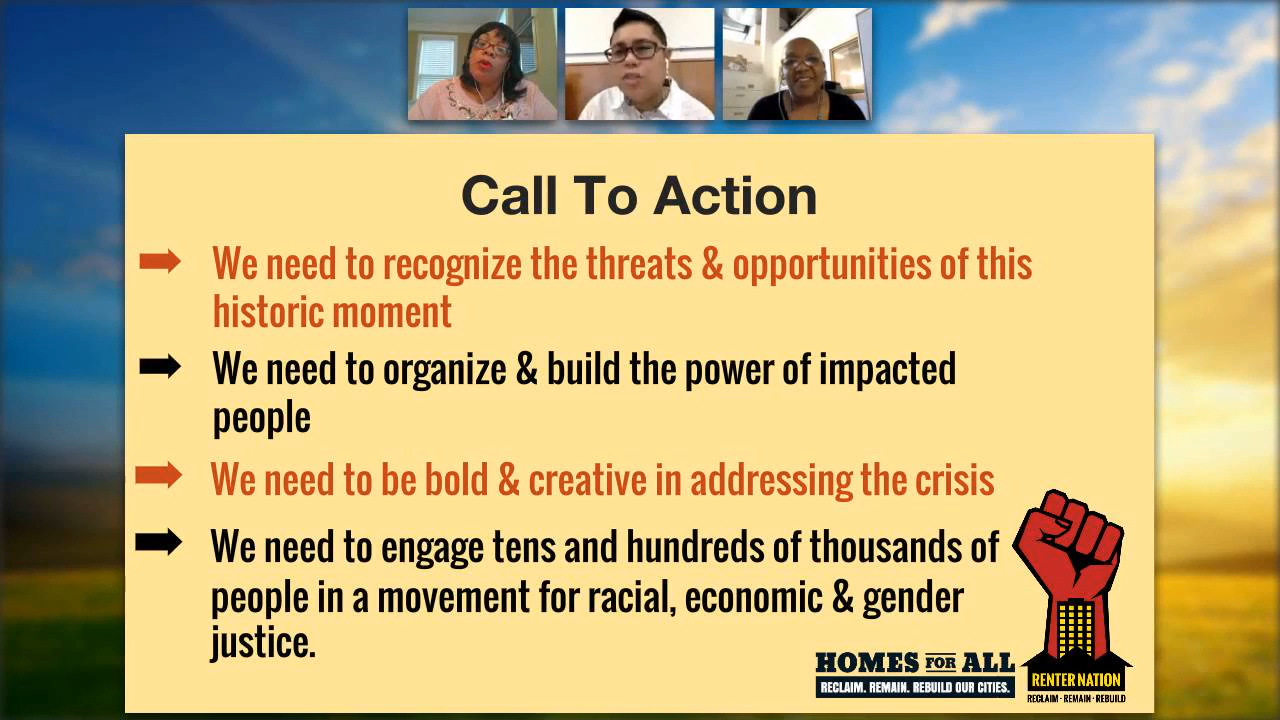 Call To Action
We need to recognize the threats & opportunities of this
historic moment
We need to organize & build the power of impacted
people
We need to be bold & creative in addressing the crisis
We need to engage tens and hundreds of thousands of
people in a movement for racial, economic & gender
justice.
HOMES FOR ALL
RECLAIM. REMAIN. REBUILD OUR CITIES.
RENTER NATION
RECLAIM · REMAIN · REBUILD